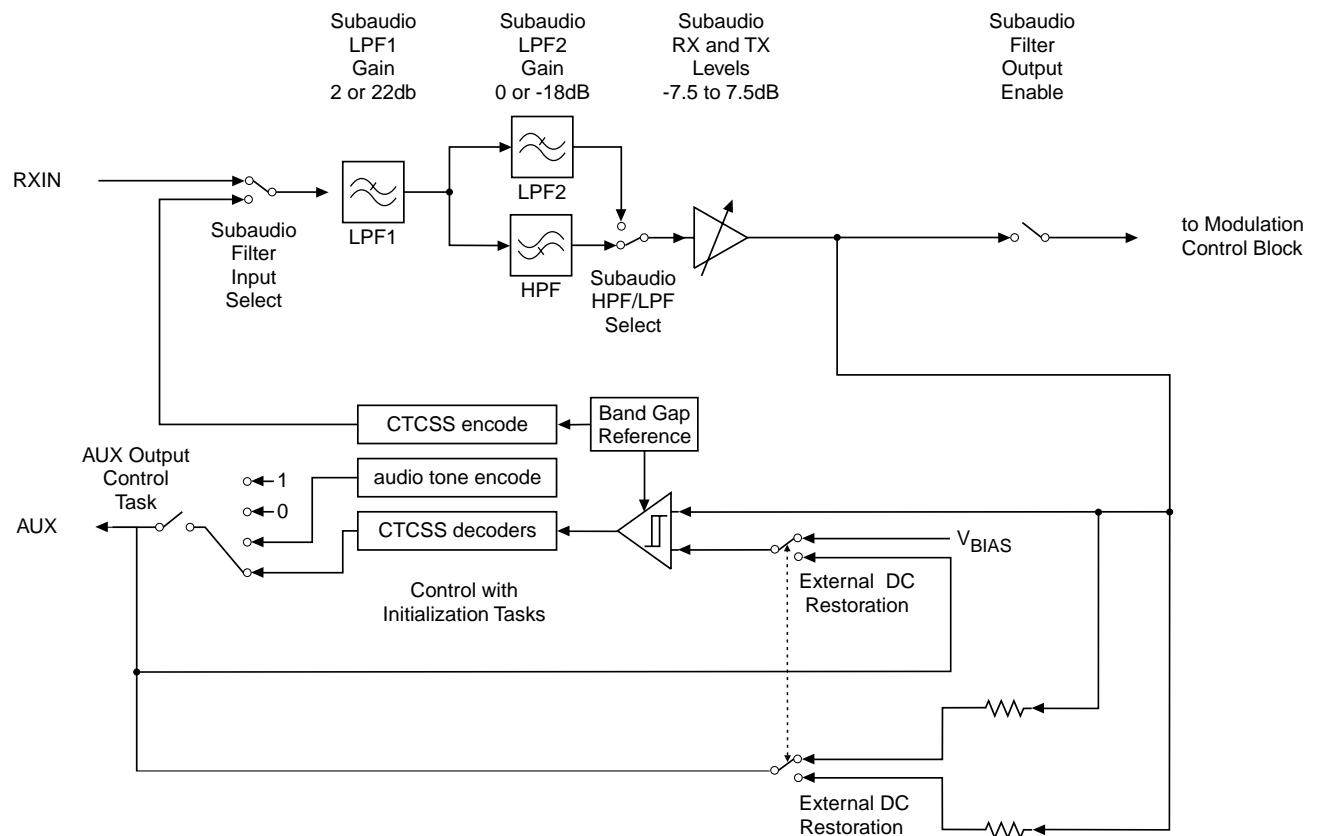 Subaudio
LPF1
Gain
2 or 22db
Subaudio
LPF2
Gain
0 or -18dB
Subaudio
RX and TX
Levels
-7.5 to 7.5dB
Subaudio
Filter
Output
Enable
RXIN
LPF2
LPF1
HPF
Subaudio
Filter
Input
Select
Subaudio
HPF/LPF
Select
to Modulation
Control Block
CTCSS encode
Band Gap
Reference
AUX Output
Control
Task
1
audio tone encode
0
AUX
CTCSS decoders
VBIAS
External DC
Restoration
Control with
Initialization Tasks
External DC
Restoration